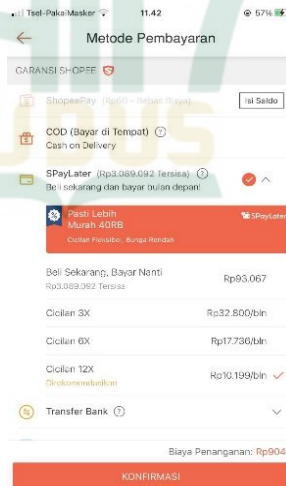 Tsel-PakaiMasker 11.42 57%
Metode Pembayaran
GARANSI SHOPEE
ShopeePay (Rp60 - Bebas Biaya) Isi Saldo
COD (Bayar di Tempat)
Cash on Delivery
SPayLater (Rp3.089.092 Tersisa)
Beli sekarang dan bayar bulan depan!
Pasti Lebih
Murah 40RB
SPayLater
Cicilan Fleksibel, Bunga Rendah
Beli Sekarang, Bayar Nanti Rp93.067
Rp3.089.092 Tersisa
Cicilan 3X Rp32.800/bln
Cicilan 6X Rp17.736/bln
Cicilan 12X Rp10.199/bln
Direkomendasikan
Transfer Bank
Biaya Penanganan: Rp904
KONFIRMASI